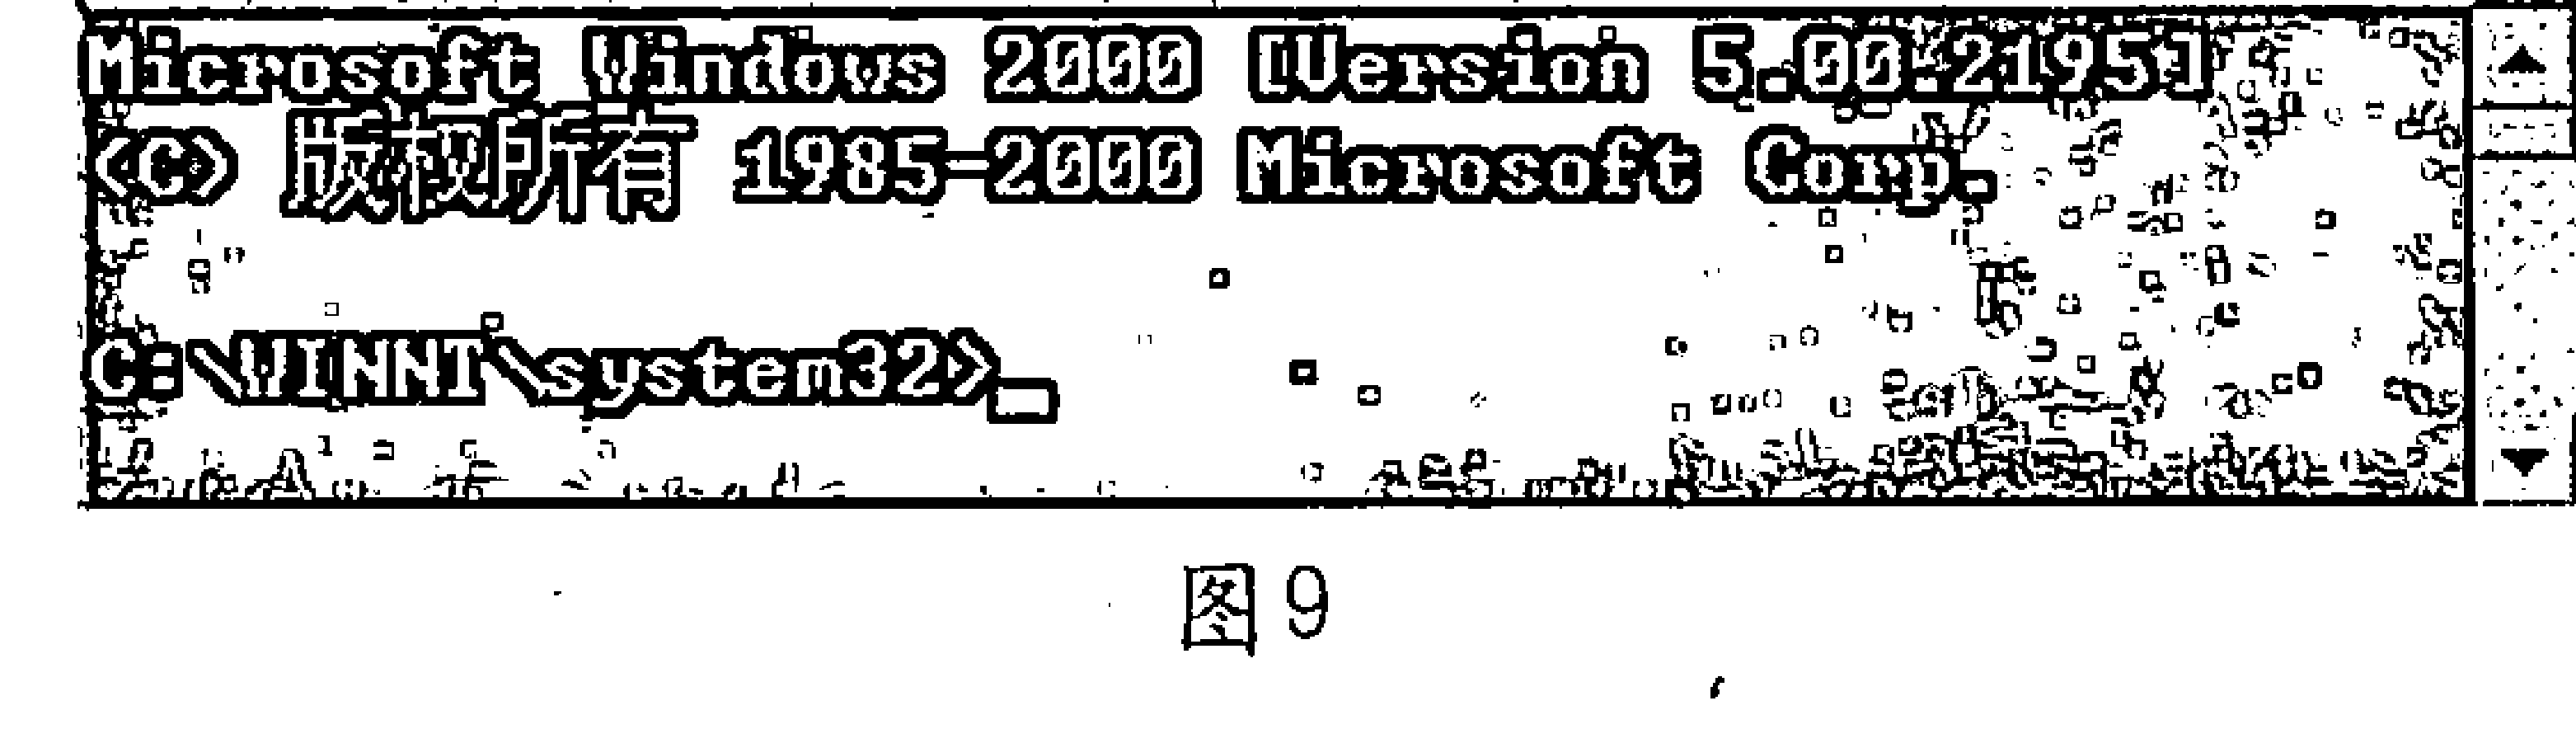 Microsoft Windows 2000 [Version 5.00.2195]
<C> 版权所有 1985-2000 Microsoft Corp.
C:\WINNT\system32>_
图9